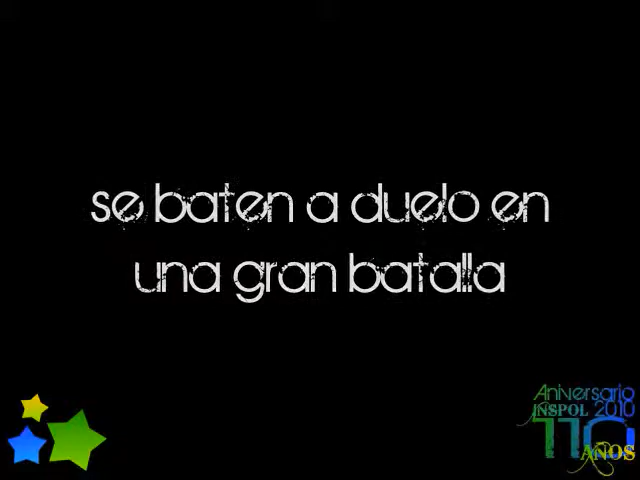 se baten a duelo en
una gran batalla
Aniversario
INSPOL 2010
110
AÑOS